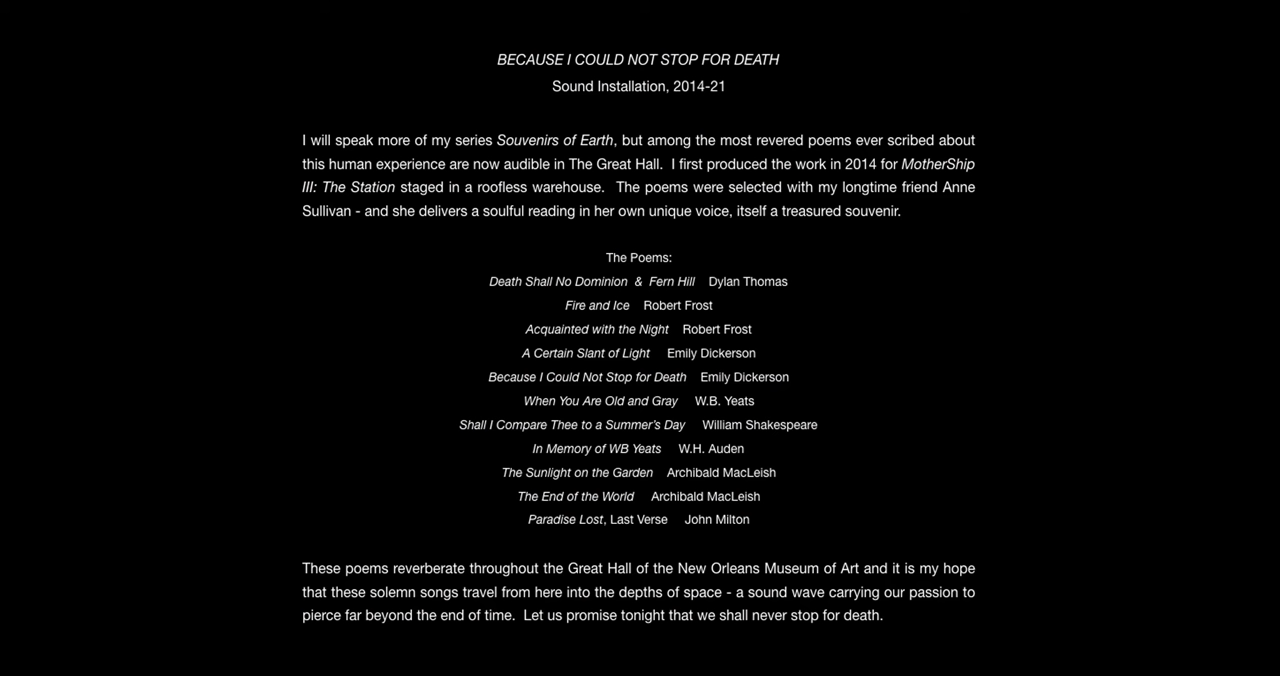 BECAUSE I COULD NOT STOP FOR DEATH
Sound Installation, 2014-21
I will speak more of my series Souvenirs of Earth, but among the most revered poems ever scribed about
this human experience are now audible in The Great Hall. I first produced the work in 2014 for MotherShip
III: The Station staged in a roofless warehouse. The poems were selected with my longtime friend Anne
Sullivan - and she delivers a soulful reading in her own unique voice, itself a treasured souvenir.
The Poems:
Death Shall No Dominion & Fern Hill Dylan Thomas
Fire and Ice Robert Frost
Acquainted with the Night Robert Frost
A Certain Slant of Light Emily Dickerson
Because I Could Not Stop for Death Emily Dickerson
When You Are Old and Gray W.B. Yeats
Shall I Compare Thee to a Summer's Day William Shakespeare
In Memory of WB Yeats W.H. Auden
The Sunlight on the Garden Archibald MacLeish
The End of the World Archibald MacLeish
Paradise Lost, Last Verse John Milton
These poems reverberate throughout the Great Hall of the New Orleans Museum of Art and it is my hope
that these solemn songs travel from here into the depths of space - a sound wave carrying our passion to
pierce far beyond the end of time. Let us promise tonight that we shall never stop for death.